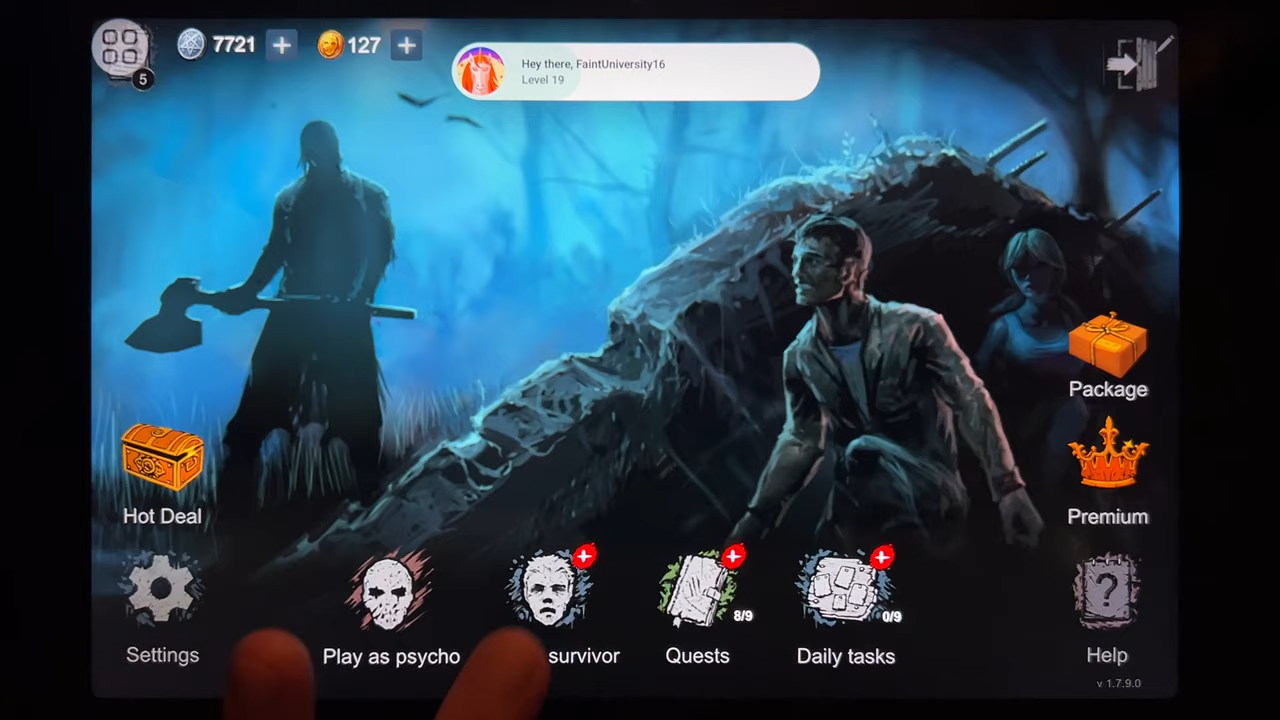 7721
127
Hey there, FaintUniversity16
Level 19
5
Package
Hot Deal
Premium
8/9
0/9
Settings
Play as psycho
survivor
Quests
Daily tasks
Help
v 1.7.9.0